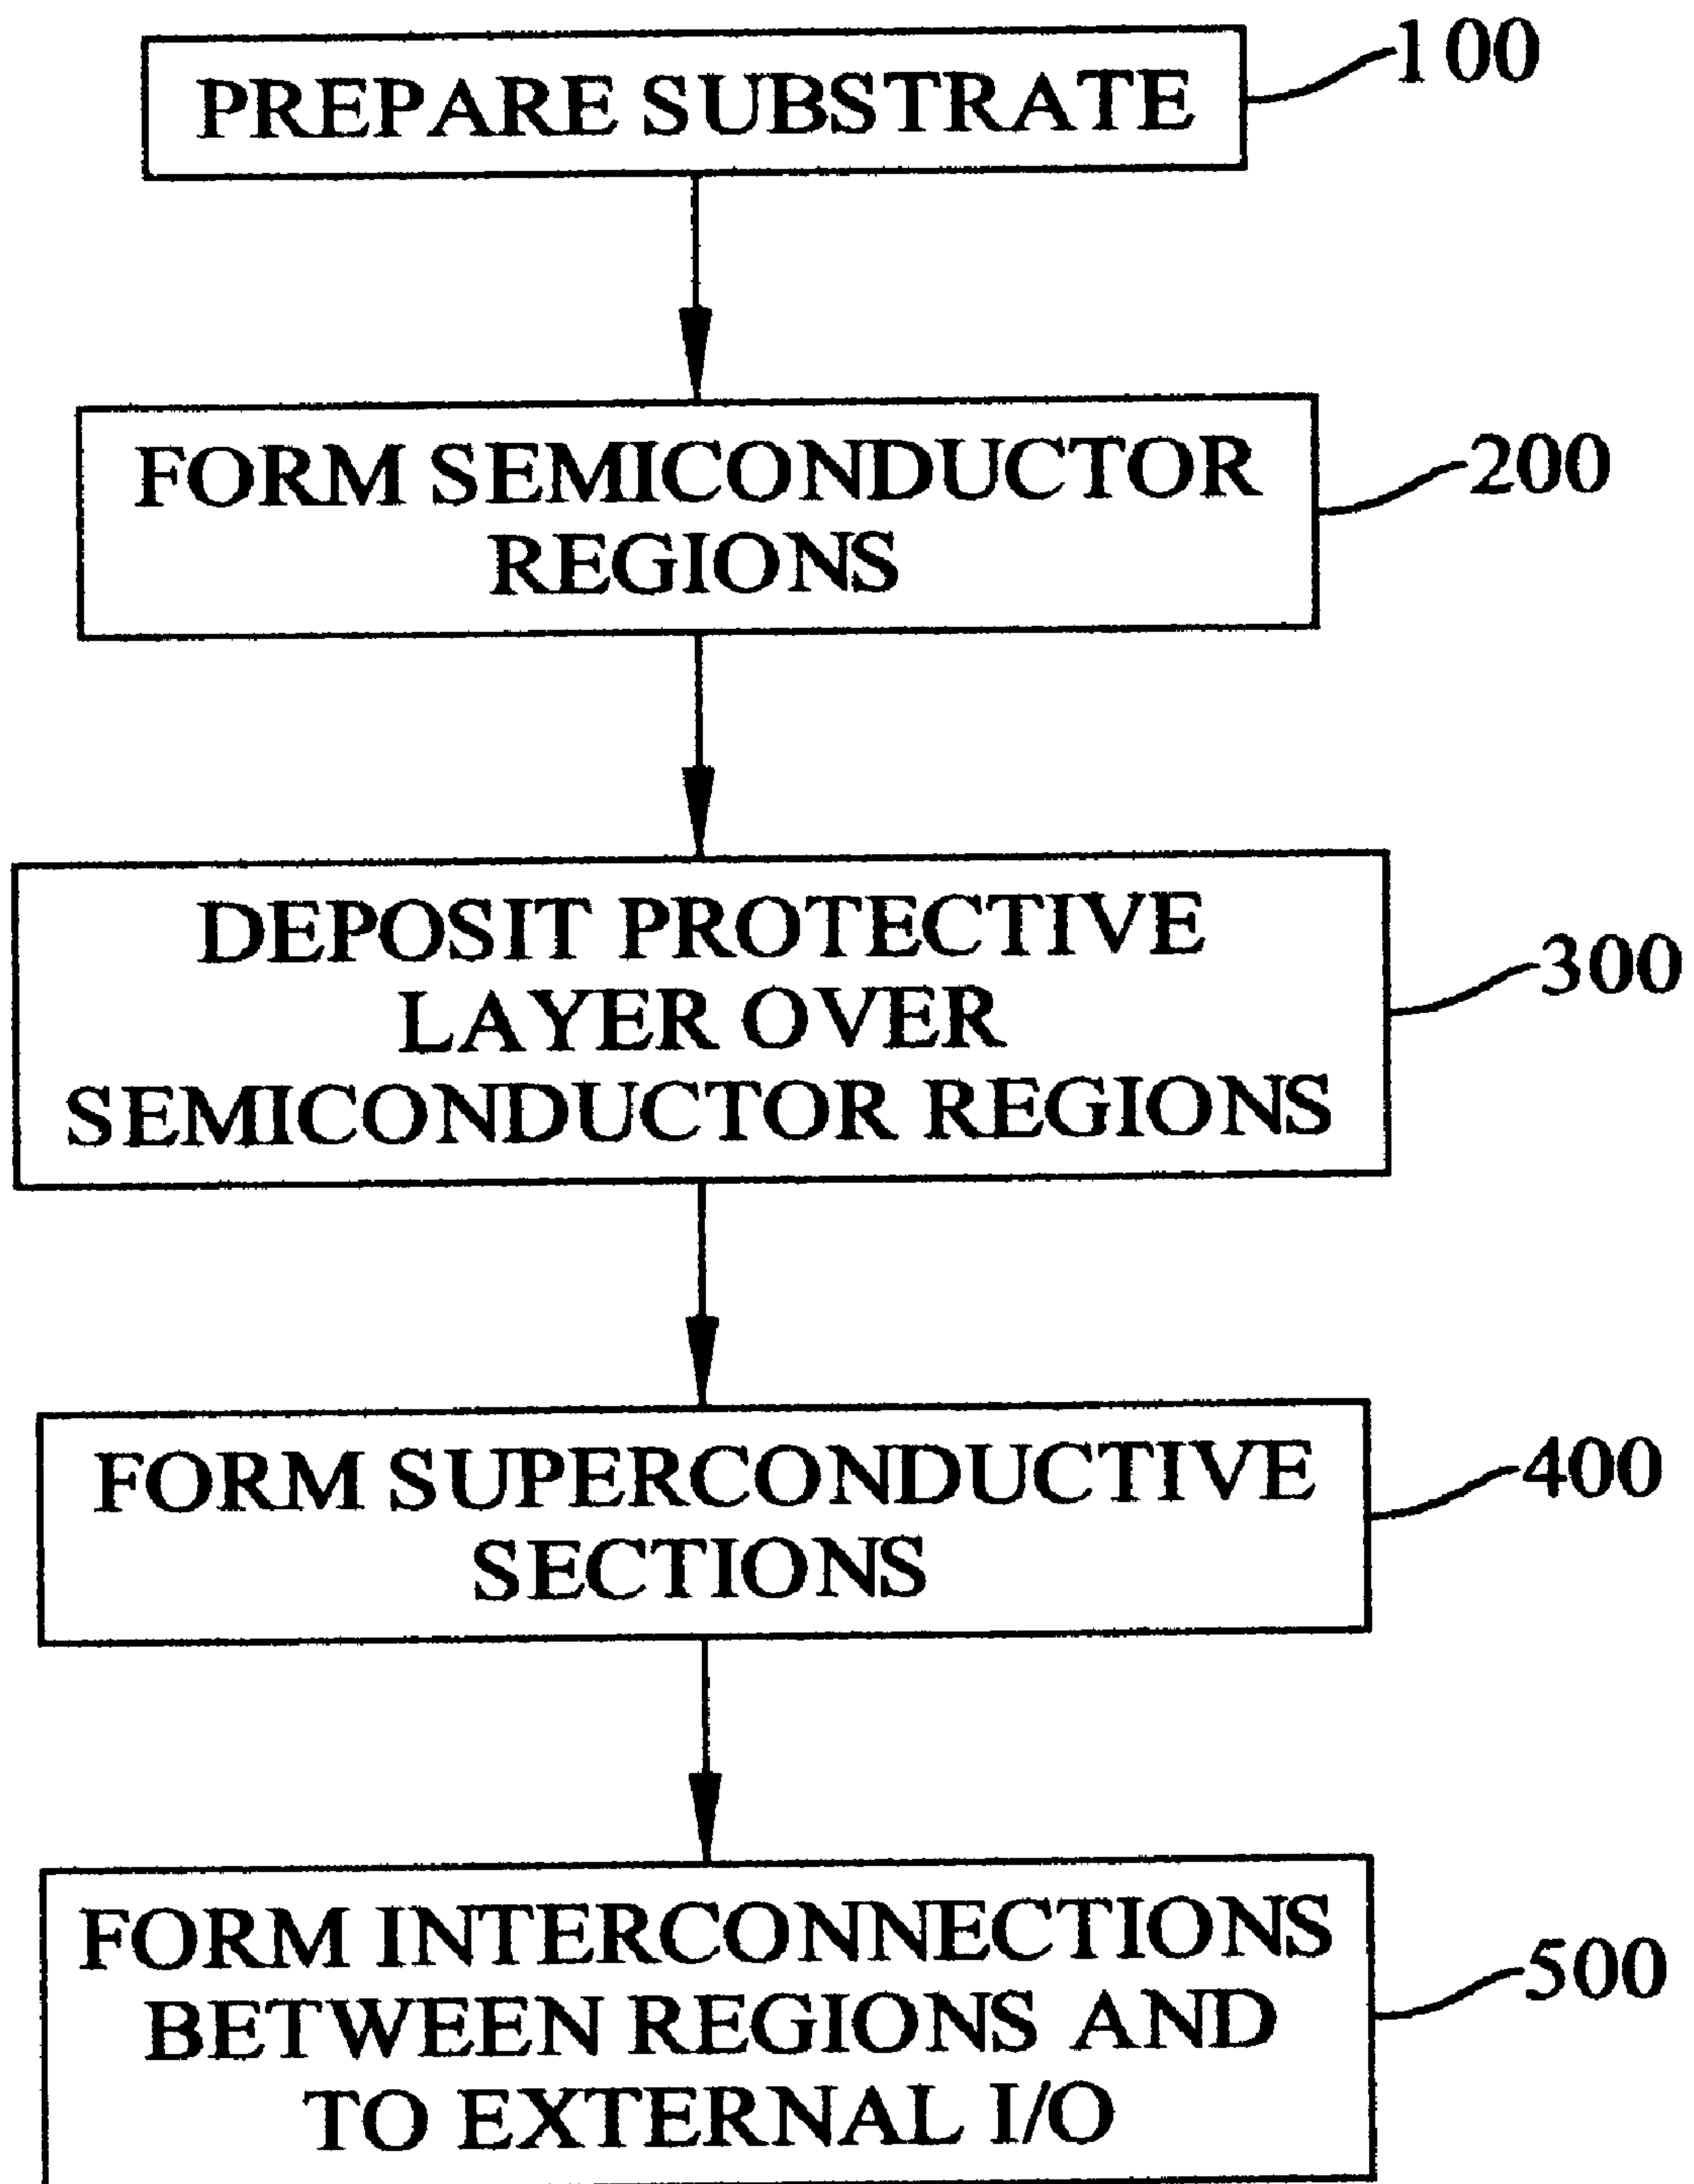 PREPARE SUBSTRATE
100
FORM SEMICONDUCTOR
REGIONS
200
DEPOSIT PROTECTIVE
LAYER OVER
SEMICONDUCTOR REGIONS
300
FORM SUPERCONDUCTIVE
SECTIONS
400
FORM INTERCONNECTIONS
BETWEEN REGIONS AND
TO EXTERNAL I/O
500